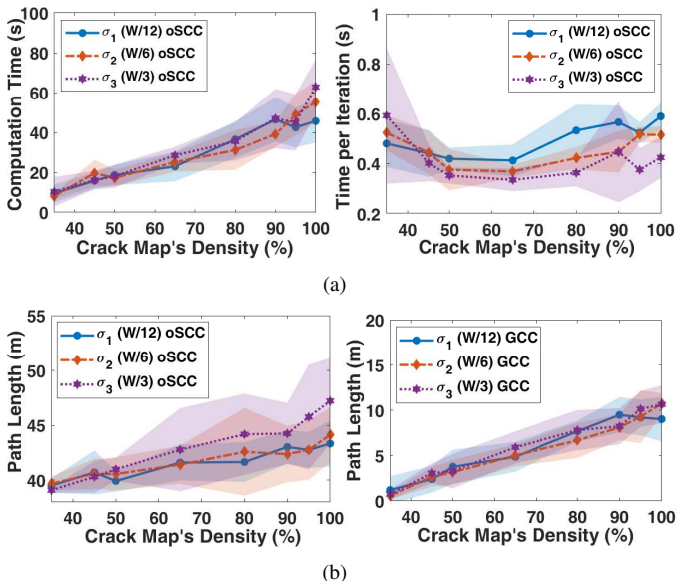 100
80
60
40
20
0
Computation Time (s)
σ1 (W/12) oSCC
σ2 (W/6) oSCC
σ3 (W/3) oSCC
40 50 60 70 80 90 100
Crack Map's Density (%)
1
0.8
0.6
0.4
0.2
Time per Iteration (s)
σ1 (W/12) oSCC
σ2 (W/6) oSCC
σ3 (W/3) oSCC
40 50 60 70 80 90 100
Crack Map's Density (%)
(a)
55
50
45
40
Path Length (m)
σ1 (W/12) oSCC
σ2 (W/6) oSCC
σ3 (W/3) oSCC
40 50 60 70 80 90 100
Crack Map's Density (%)
20
15
10
5
0
Path Length (m)
σ1 (W/12) GCC
σ2 (W/6) GCC
σ3 (W/3) GCC
40 50 60 70 80 90 100
Crack Map's Density (%)
(b)